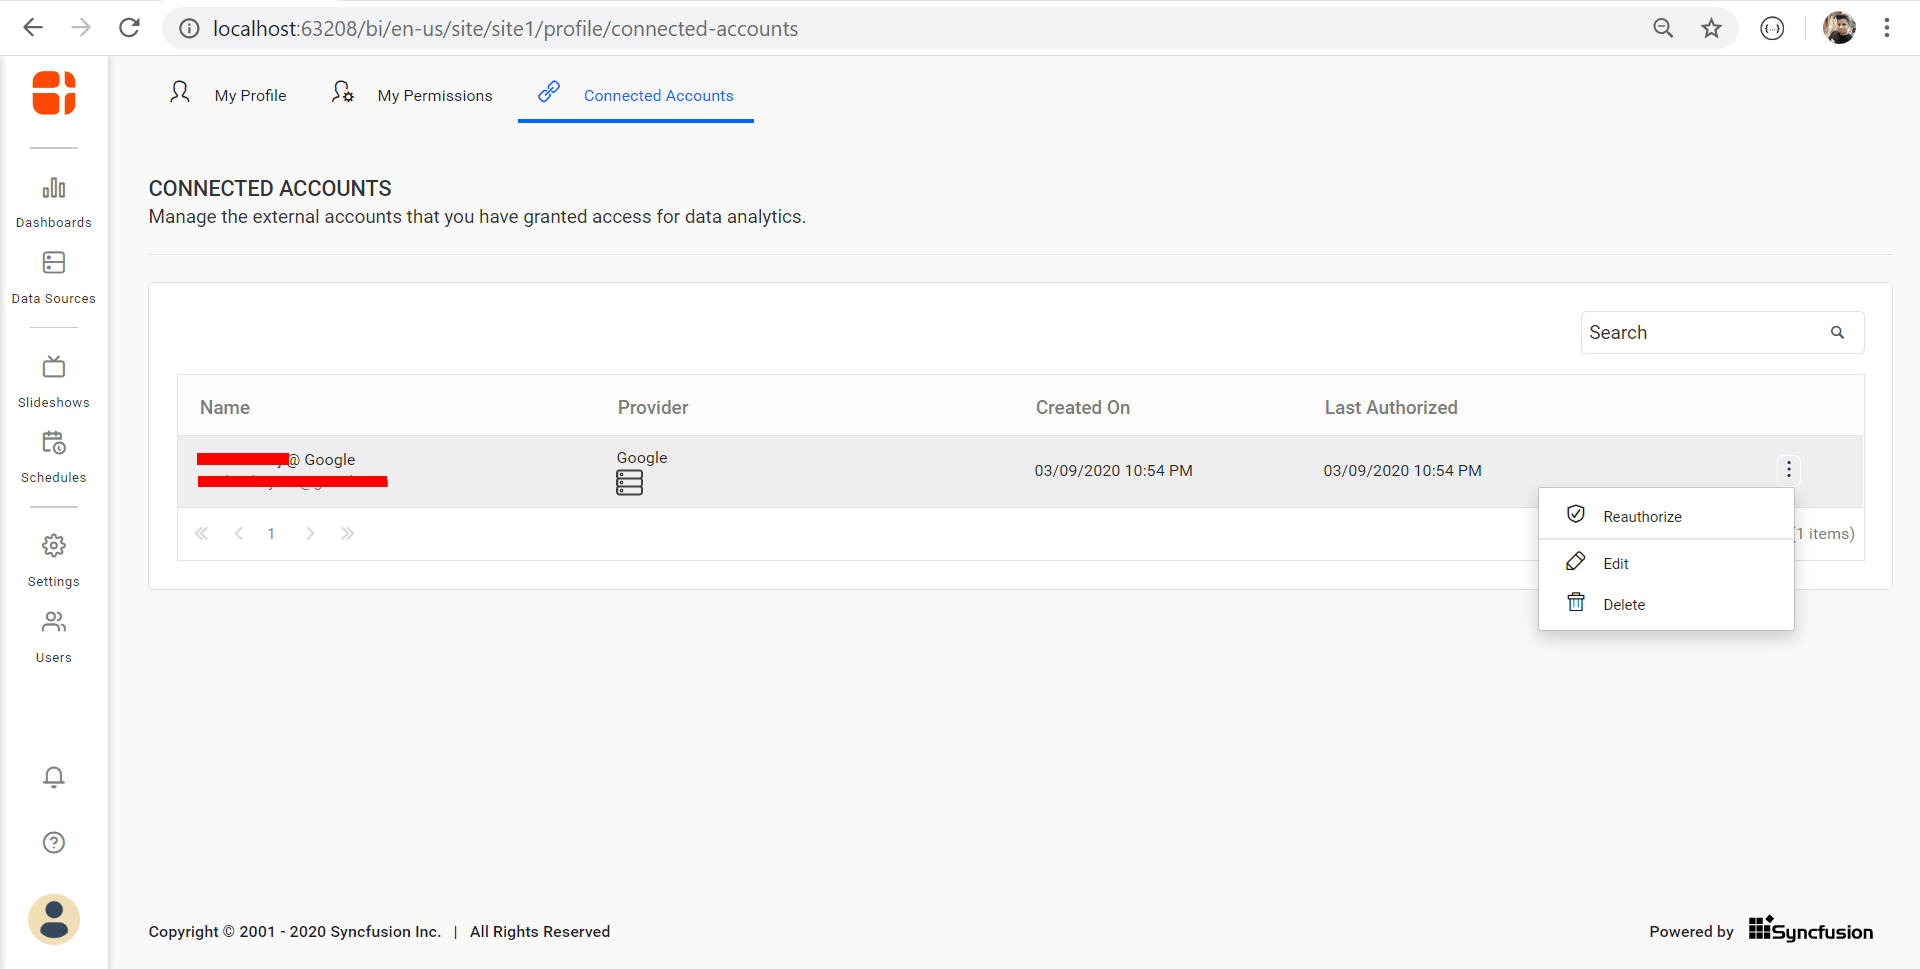 localhost:63208/bi/en-us/site/site1/profile/connected-accounts
My Profile
My Permissions
Connected Accounts
Dashboards
Data Sources
Slideshows
Schedules
Settings
Users
CONNECTED ACCOUNTS
Manage the external accounts that you have granted access for data analytics.
Search
Name Provider Created On Last Authorized
@ Google
Google
03/09/2020 10:54 PM
03/09/2020 10:54 PM
1
1 items)
Reauthorize
Edit
Delete
Copyright © 2001 - 2020 Syncfusion Inc. | All Rights Reserved
Powered by Syncfusion